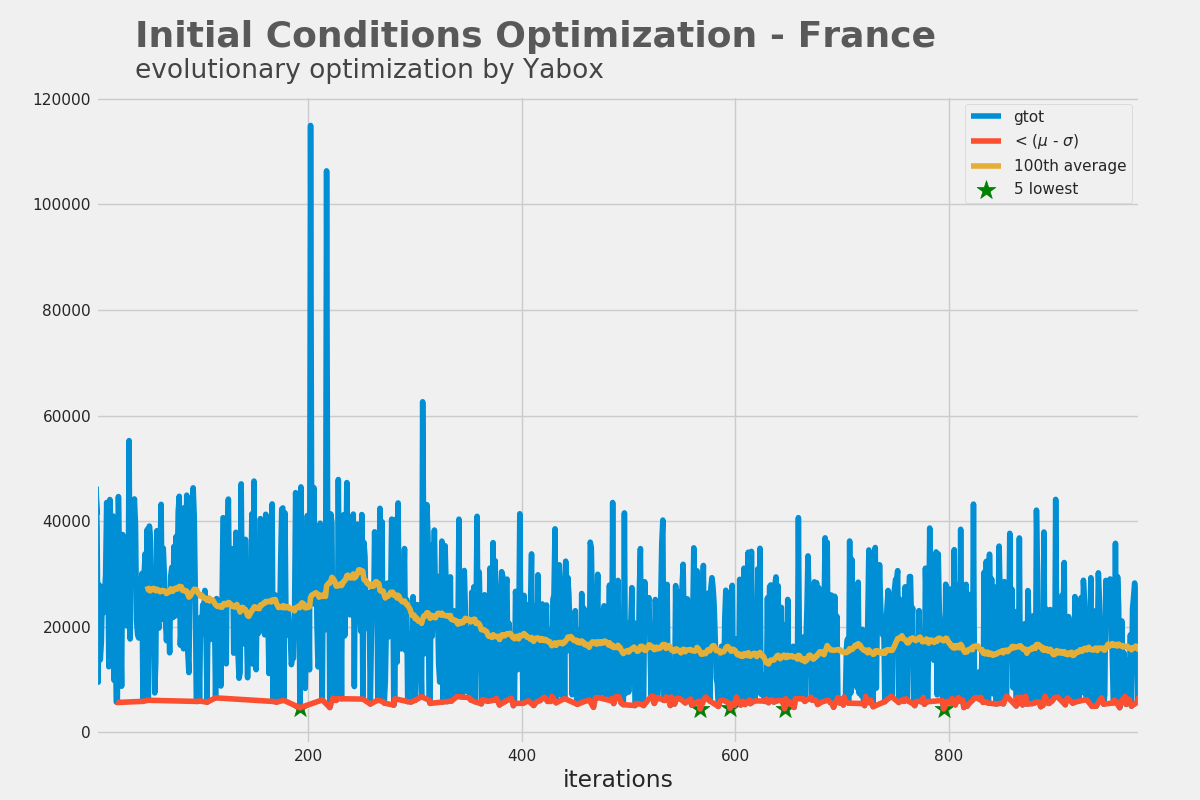 Initial Conditions Optimization - France
evolutionary optimization by Yabox
120000
100000
80000
60000
40000
20000
0
gtot
< (μ - σ)
100th average
5 lowest
200 400 600 800
iterations